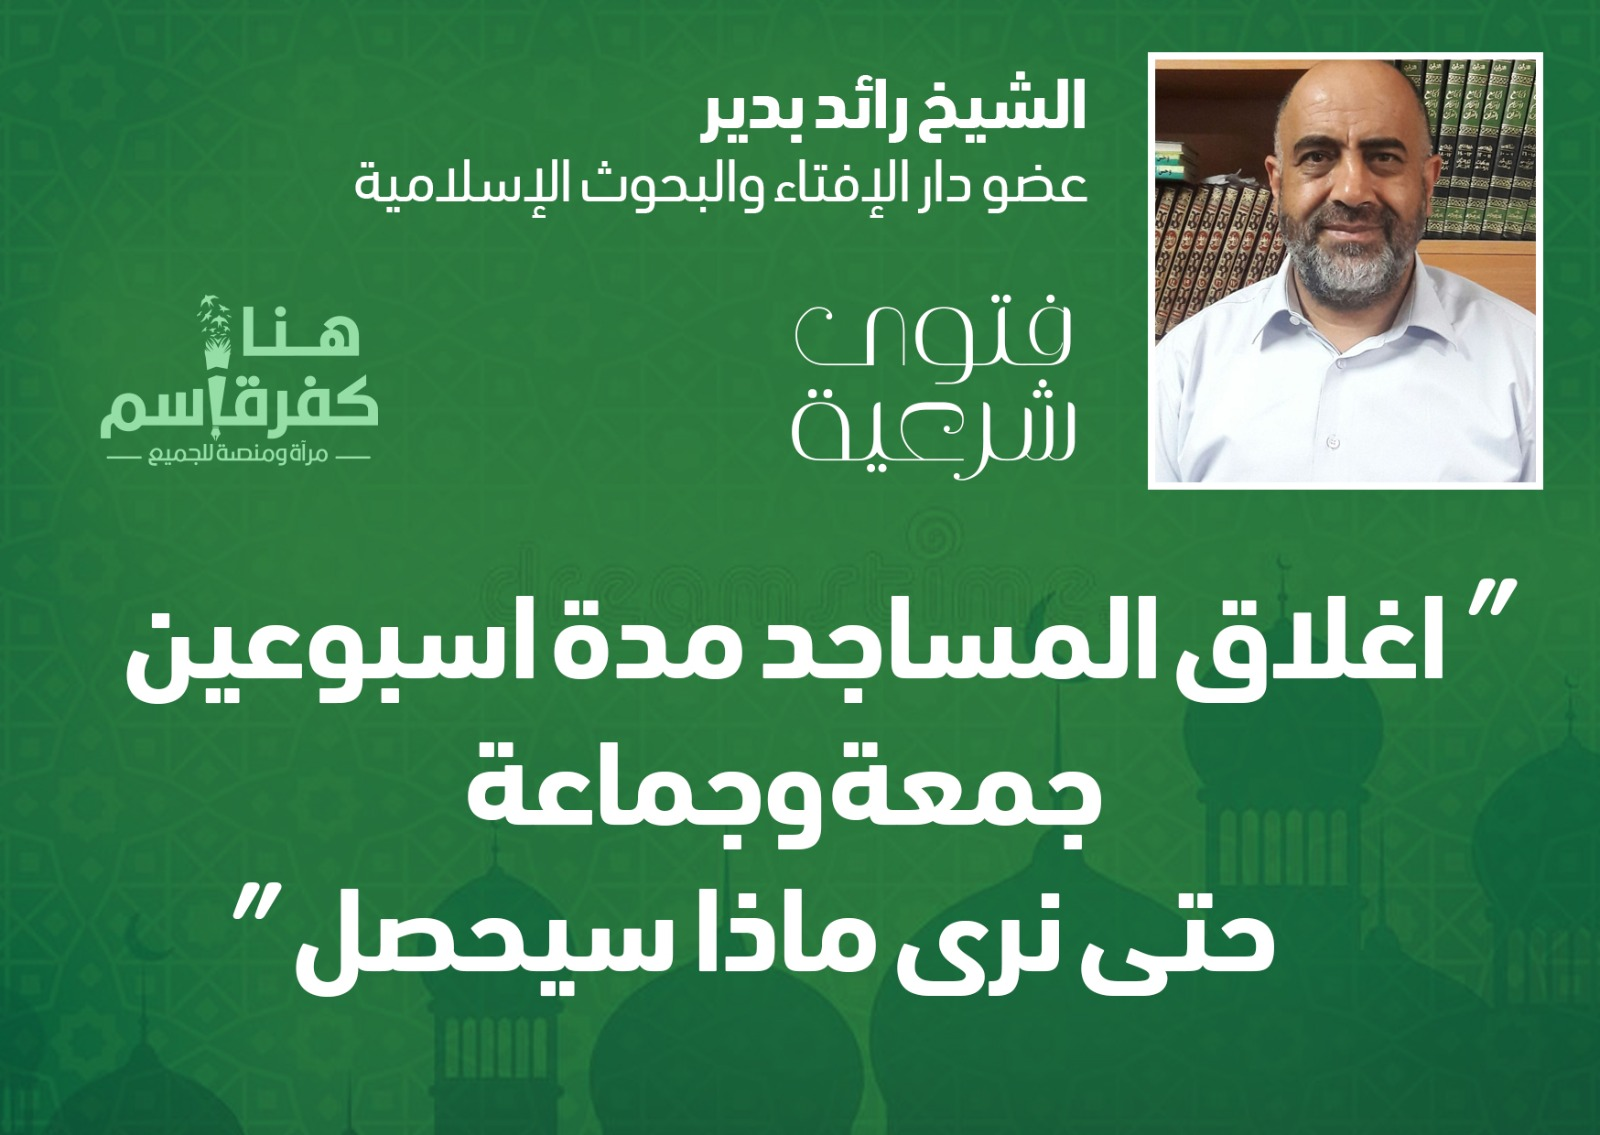 الشيخ رائد بدير
عضو دار الإفتاء والبحوث الإسلامية
فتوى
شرعية
هنا
كفرقاسم
مرآة ومنصة للجميع
dreamstime
" اغلاق المساجد مدة اسبوعين
جمعة وجماعة
حتى نرى ماذا سيحصل "